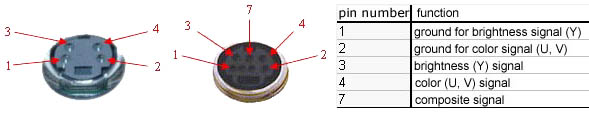 7
3
4
1
2
3
4
1
2
pin number function
1 ground for brightness signal (Y)
2 ground for color signal (U, V)
3 brightness (Y) signal
4 color (U, V) signal
7 composite signal